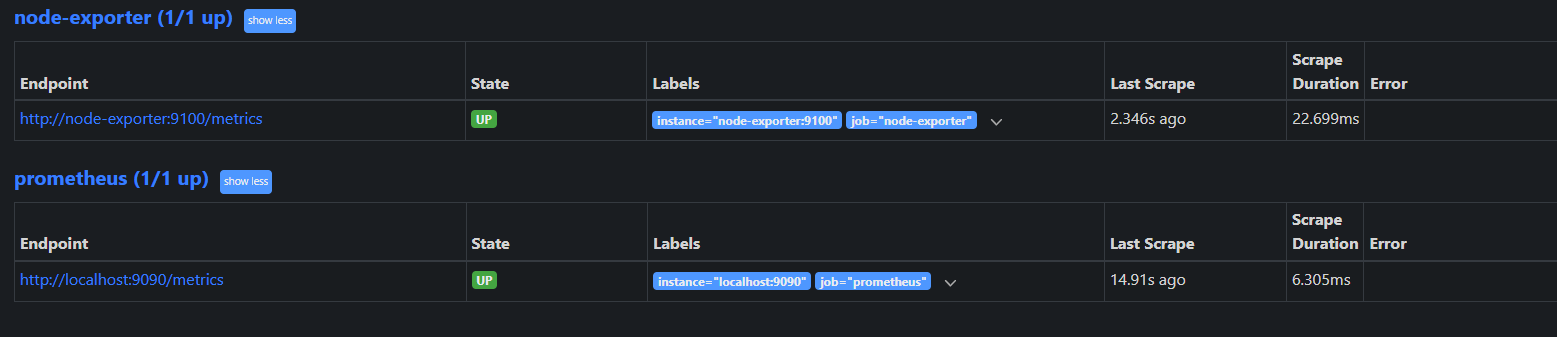 node-exporter (1/1 up) show less
Scrape
Endpoint State Labels Last Scrape Duration Error
http://node-exporter:9100/metrics UP instance="node-exporter:9100" job="node-exporter" 2.346s ago 22.699ms
prometheus (1/1 up) show less
Scrape
Endpoint State Labels Last Scrape Duration Error
http://localhost:9090/metrics UP instance="localhost:9090" job="prometheus" 14.91s ago 6.305ms